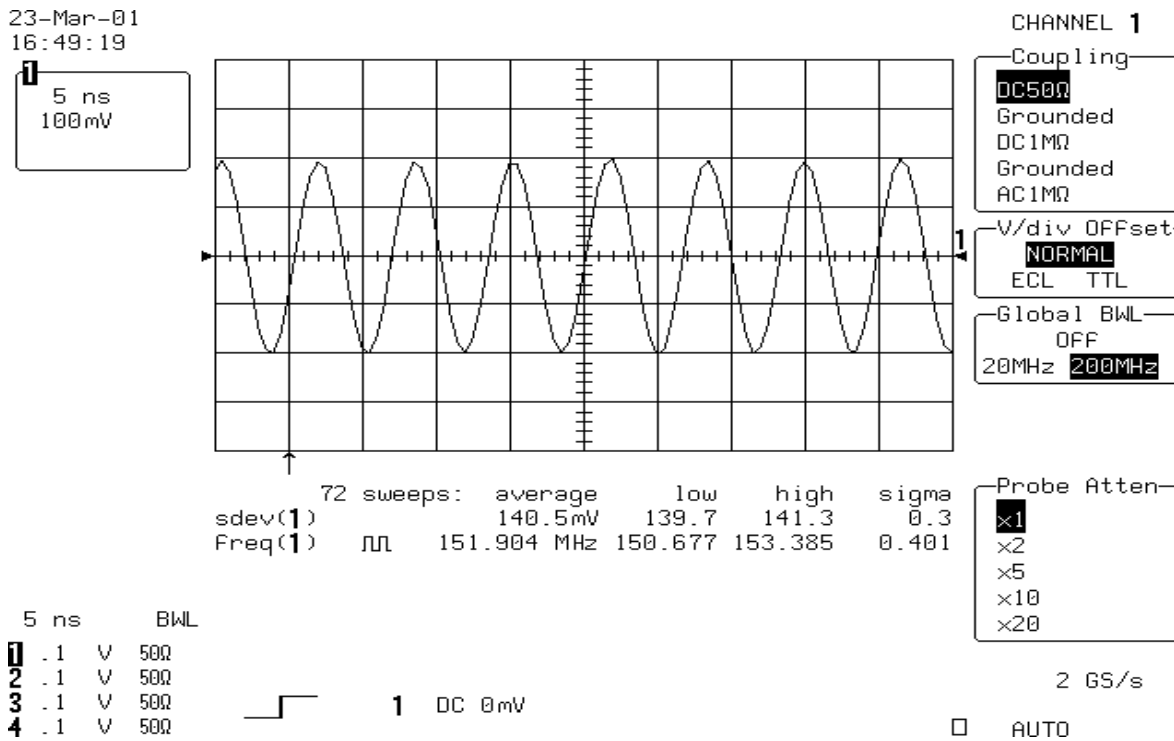 23-Mar-01
16:49:19
1
5 ns
100mV
CHANNEL 1
Coupling
DC50Ω
Grounded
DC1MΩ
Grounded
AC1MΩ
1
V/div OFFset
NORMAL
ECL TTL
Global BWL
OFF
20MHz 200MHz
72 sweeps: average low high sigma
sdev(1) 140.5mV 139.7 141.3 0.3
freq(1) 151.904 MHz 150.677 153.385 0.401
Probe Atten
×1
×2
×5
×10
×20
5 ns BWL
1 .1 V 50Ω
2 .1 V 50Ω
3 .1 V 50Ω
4 .1 V 50Ω
1 DC 0mV
2 GS/s
AUTO